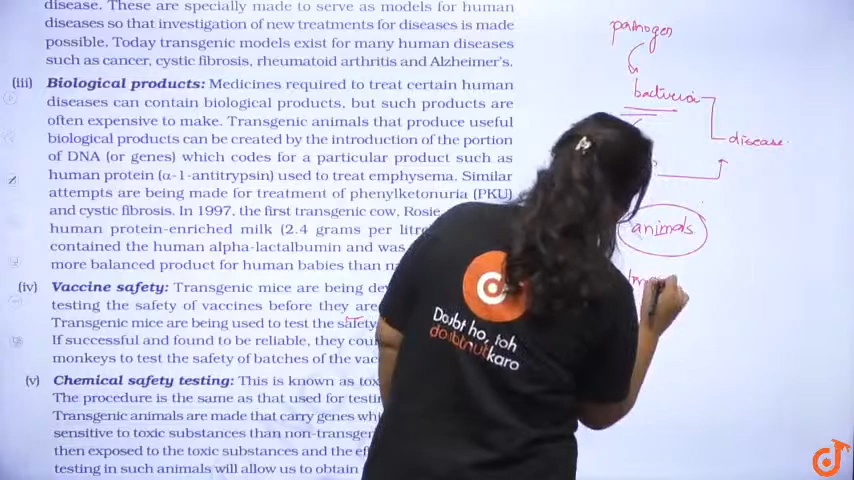 disease. These are specially made to serve as models for human
diseases so that investigation of new treatments for diseases is made
possible. Today transgenic models exist for many human diseases
such as cancer, cystic fibrosis, rheumatoid arthritis and Alzheimer's.
(iii) Biological products: Medicines required to treat certain human
diseases can contain biological products, but such products are
often expensive to make. Transgenic animals that produce useful
biological products can be created by the introduction of the portion
of DNA (or genes) which codes for a particular product such as
human protein (α-1-antitrypsin) used to treat emphysema. Similar
attempts are being made for treatment of phenylketonuria (PKU)
and cystic fibrosis. In 1997, the first transgenic cow, Rosie
human protein-enriched milk (2.4 grams per
contained the human alpha-lactalbumin and was
more balanced product for human babies than
(iv) Vaccine safety: Transgenic mice are being
testing the safety of vaccines before they are
Transgenic mice are being used to test the safety
If successful and found to be reliable, they
monkeys to test the safety of batches of the
(v) Chemical safety testing: This is known as
The procedure is the same as that used for
Transgenic animals are made that carry genes
sensitive to toxic substances than
then exposed to the toxic substances and the
testing in such animals will allow us to obtain
pathogen
bacteria
disease.
animals
Doubt ho, toh
doubtnut karo